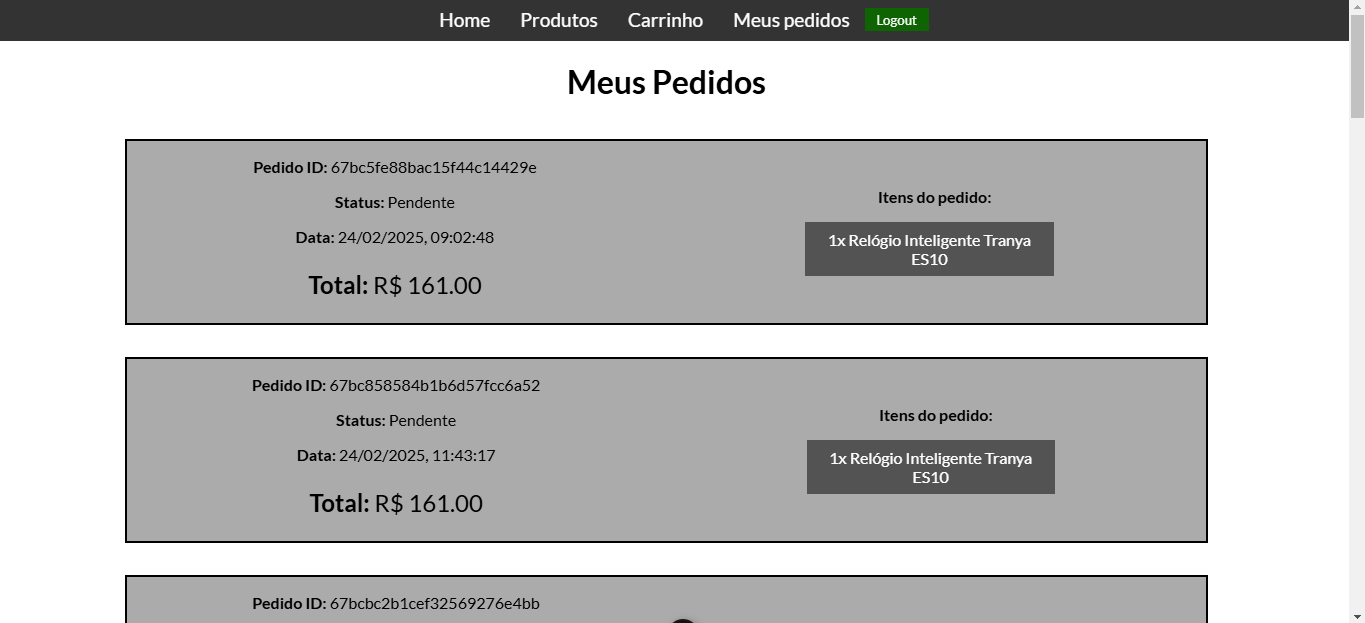 Home Produtos Carrinho Meus pedidos Logout
Meus Pedidos
Pedido ID: 67bc5fe88bac15f44c14429e
Status: Pendente
Data: 24/02/2025, 09:02:48
Total: R$ 161.00
Itens do pedido:
1x Relógio Inteligente Tranya
ES10
Pedido ID: 67bc858584b1b6d57fcc6a52
Status: Pendente
Data: 24/02/2025, 11:43:17
Total: R$ 161.00
Itens do pedido:
1x Relógio Inteligente Tranya
ES10
Pedido ID: 67bcbc2b1cef32569276e4bb